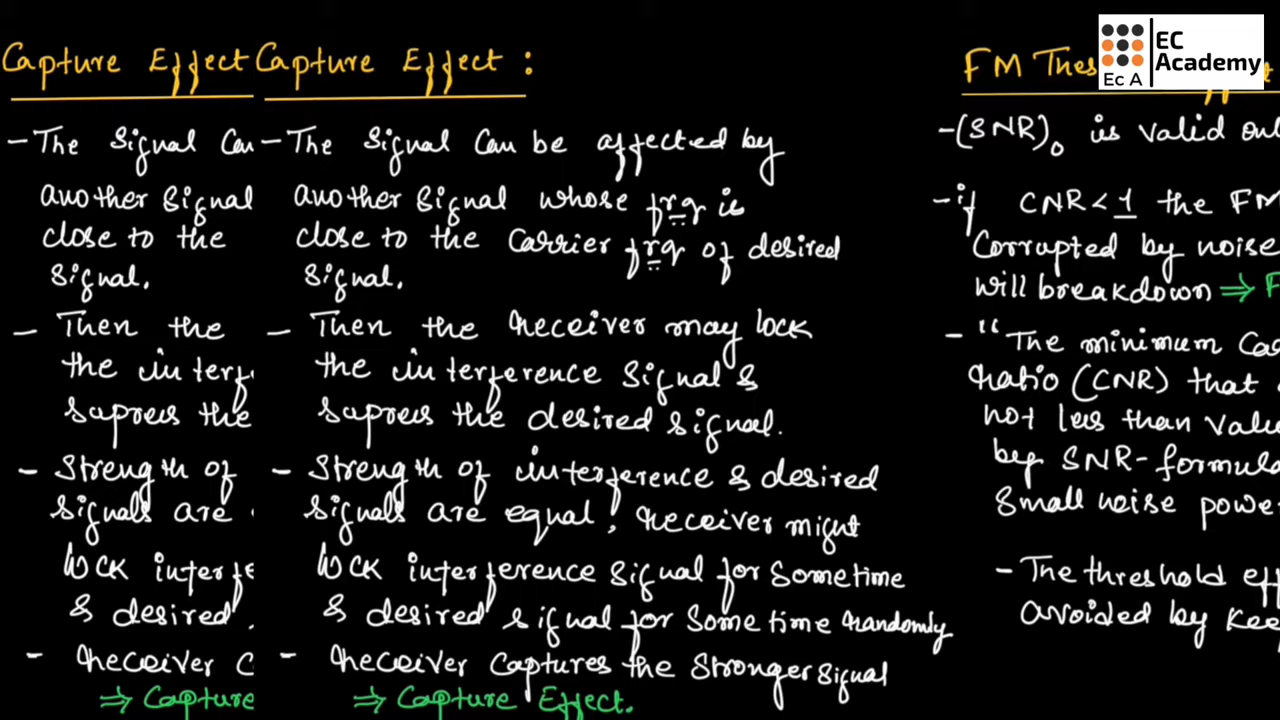 Capture Effect
- The Signal Can
another Signal
close to the
Signal.
- Then the
the interfe
supress the
- Strength of
signals are
lock interfe
& desired
- Receiver C
⇒ Capture
Capture Effect :
- The Signal Can be affected by
another Signal whose frq is
close to the Carrier frq of desired
Signal.
- Then the Receiver may lock
the interference Signal &
supress the desired signal.
- Strength of interference & desired
signals are equal, Receiver might
lock interference signal for Sometime
& desired signal for Some time Randomly
- Receiver Captures the Stronger Signal
⇒ Capture Effect.
FM Thes
- (SNR)₀ is valid onl
- if CNR < 1 the FM
Corrupted by noise
will breakdown ⇒ F
- "The minimum Ca
Ratio (CNR) that
not less than Valu
by SNR-formula
Small noise powe
- The threshold eff
avoided by kee
EC
Academy
EC A